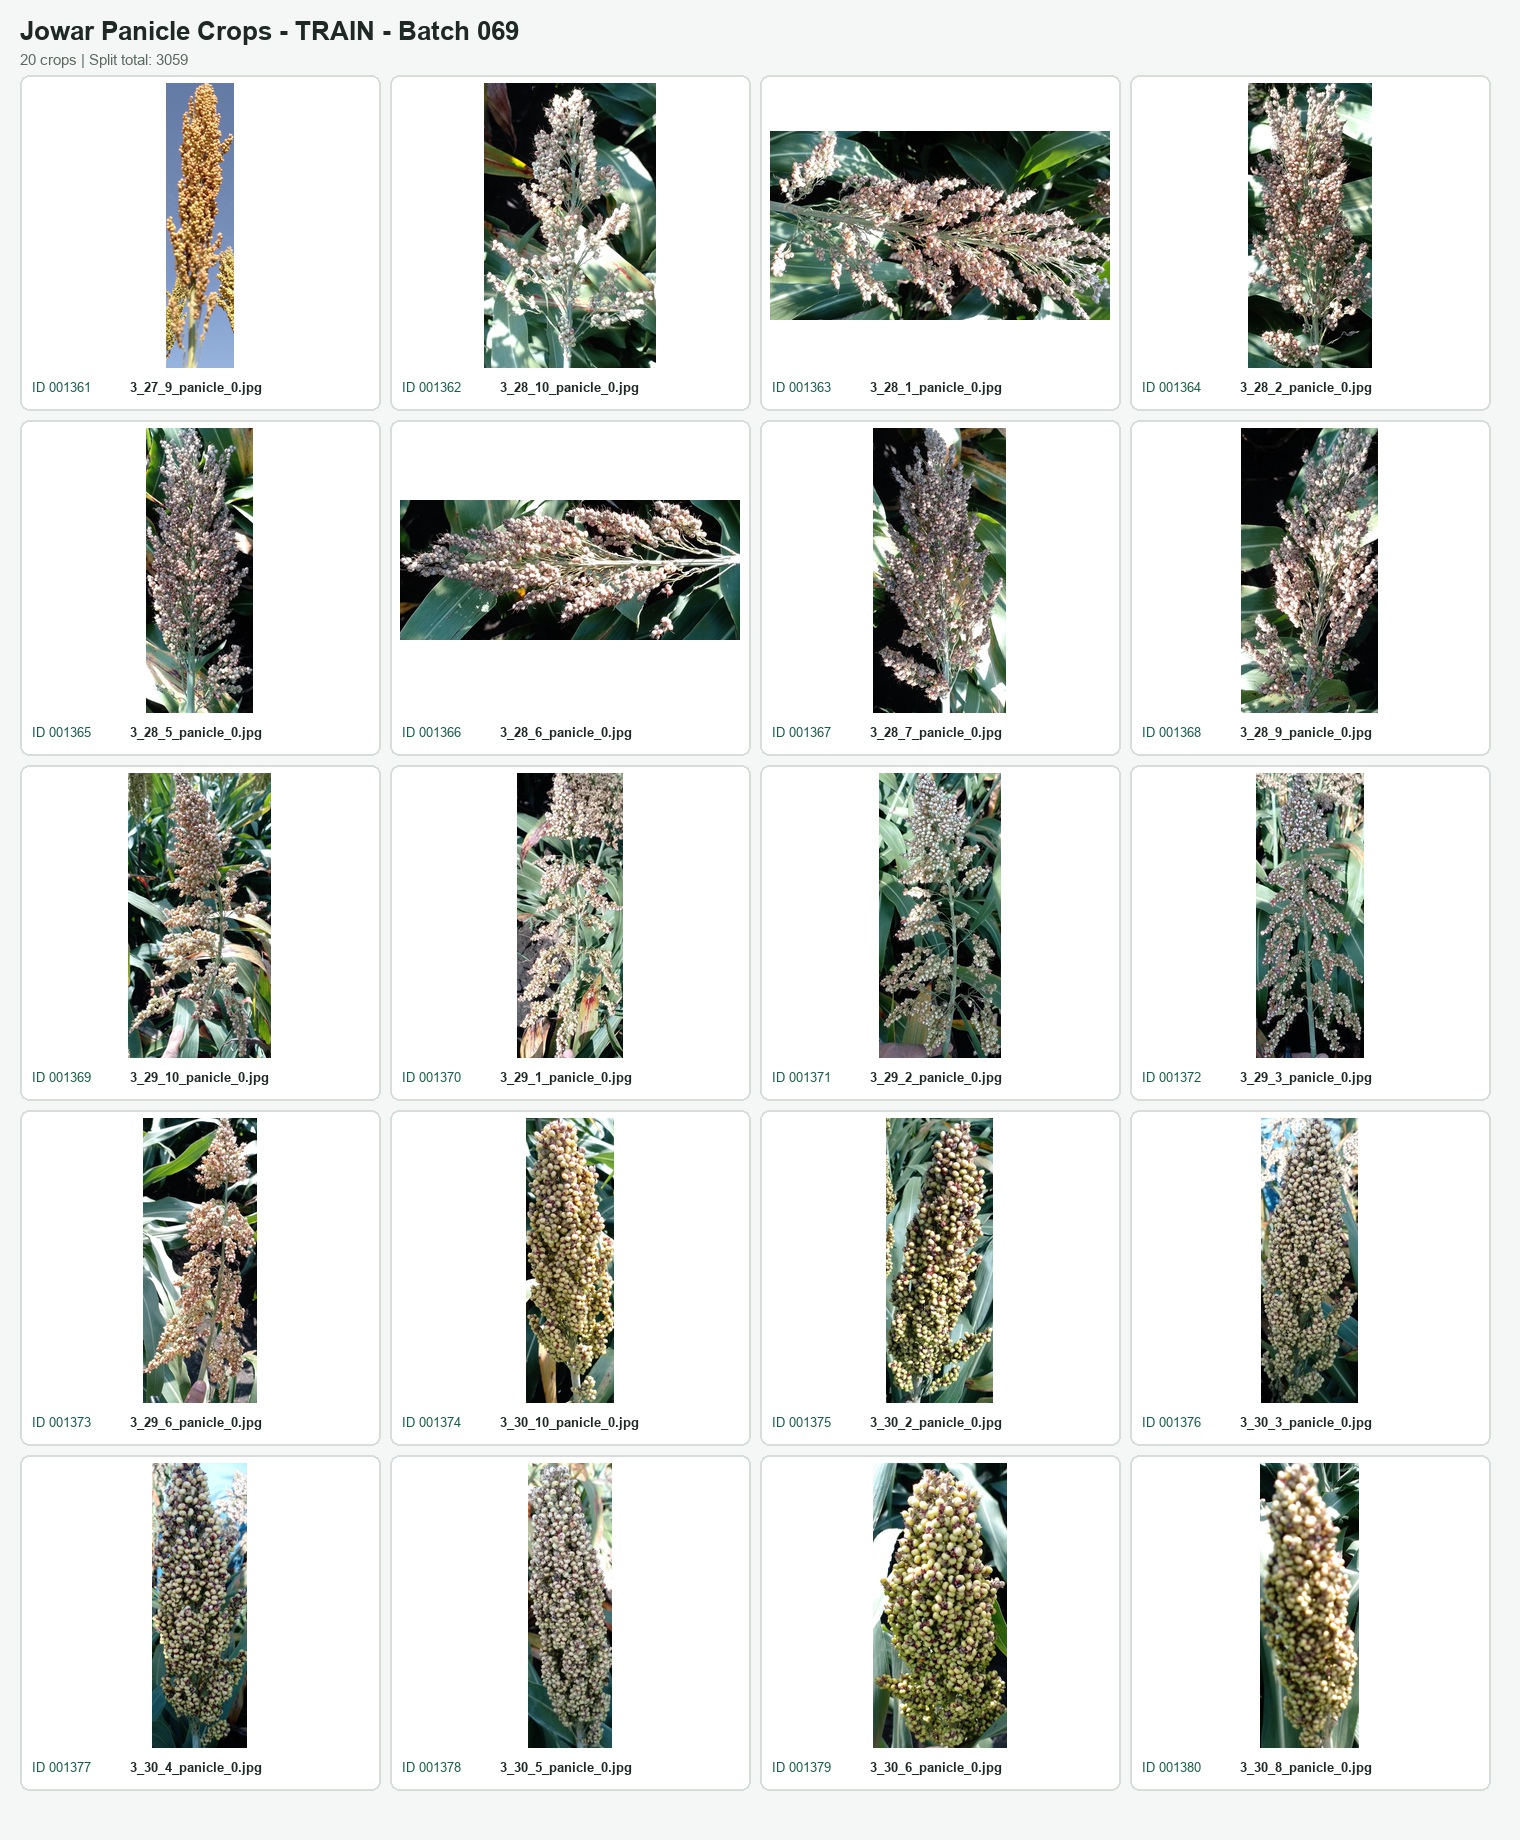 Jowar Panicle Crops - TRAIN - Batch 069
20 crops | Split total: 3059
ID 001361 3_27_9_panicle_0.jpg
ID 001362 3_28_10_panicle_0.jpg
ID 001363 3_28_1_panicle_0.jpg
ID 001364 3_28_2_panicle_0.jpg
ID 001365 3_28_5_panicle_0.jpg
ID 001366 3_28_6_panicle_0.jpg
ID 001367 3_28_7_panicle_0.jpg
ID 001368 3_28_9_panicle_0.jpg
ID 001369 3_29_10_panicle_0.jpg
ID 001370 3_29_1_panicle_0.jpg
ID 001371 3_29_2_panicle_0.jpg
ID 001372 3_29_3_panicle_0.jpg
ID 001373 3_29_6_panicle_0.jpg
ID 001374 3_30_10_panicle_0.jpg
ID 001375 3_30_2_panicle_0.jpg
ID 001376 3_30_3_panicle_0.jpg
ID 001377 3_30_4_panicle_0.jpg
ID 001378 3_30_5_panicle_0.jpg
ID 001379 3_30_6_panicle_0.jpg
ID 001380 3_30_8_panicle_0.jpg